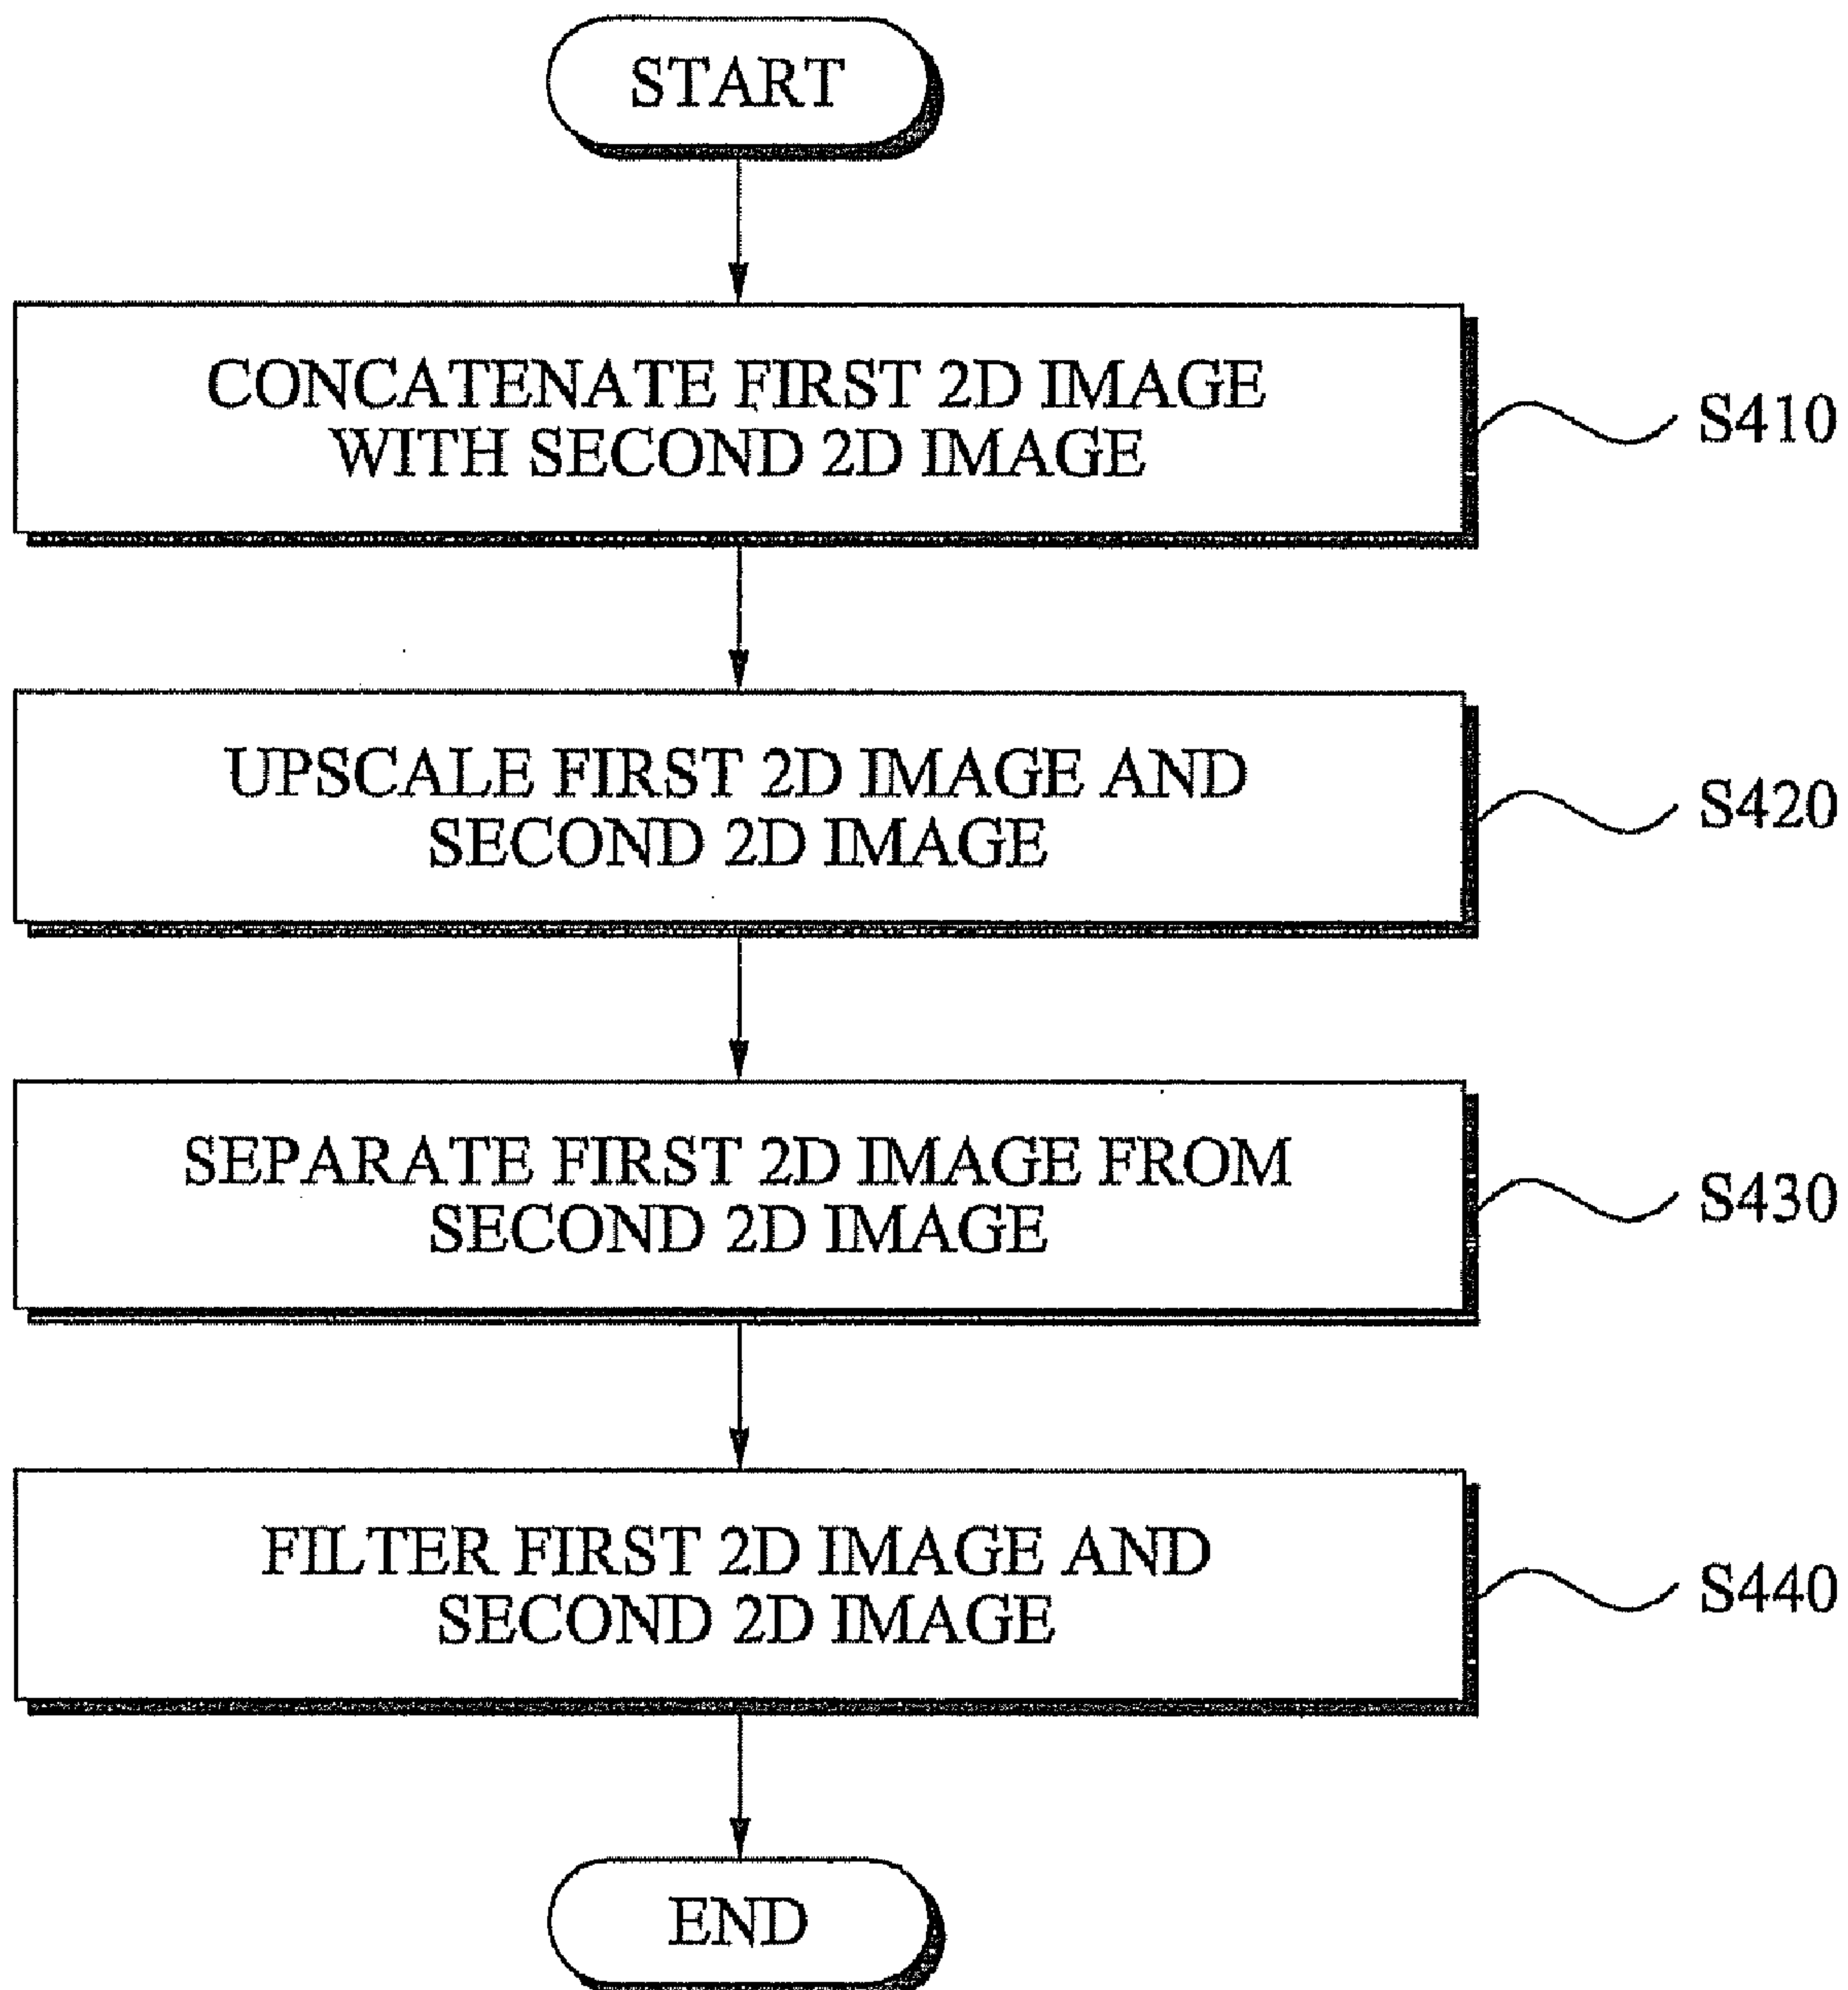 START
CONCATENATE FIRST 2D IMAGE
WITH SECOND 2D IMAGE
S410
UPSCALE FIRST 2D IMAGE AND
SECOND 2D IMAGE
S420
SEPARATE FIRST 2D IMAGE FROM
SECOND 2D IMAGE
S430
FILTER FIRST 2D IMAGE AND
SECOND 2D IMAGE
S440
END